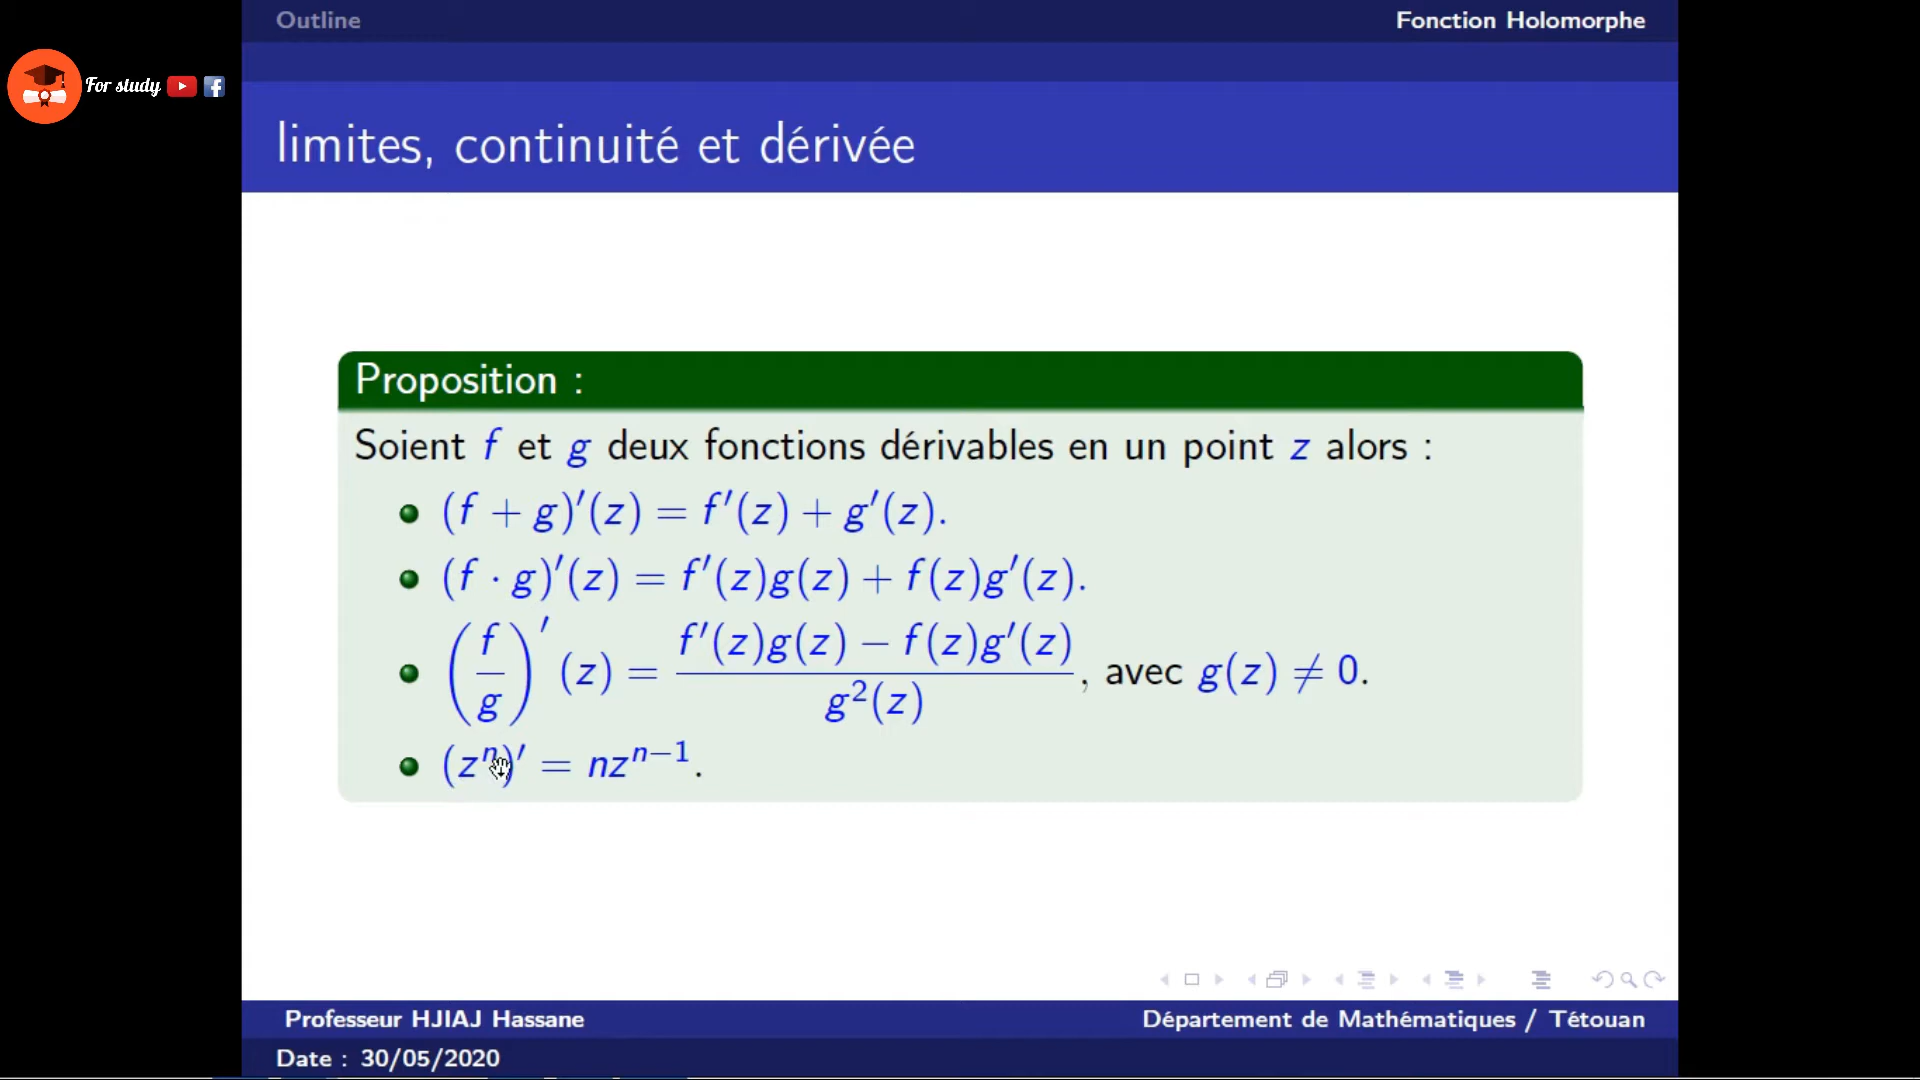 Outline
Fonction Holomorphe
For study
limites, continuité et dérivée
Proposition :
Soient f et g deux fonctions dérivables en un point z alors :
(f + g)′(z) = f′(z) + g′(z).
(f · g)′(z) = f′(z)g(z) + f(z)g′(z).
(f/g)′ (z) = (f′(z)g(z) − f(z)g′(z))/(g²(z)), avec g(z) ≠ 0.
(zⁿ)′ = nzⁿ⁻¹.
Professeur HJIAJ Hassane
Département de Mathématiques / Tétouan
Date : 30/05/2020